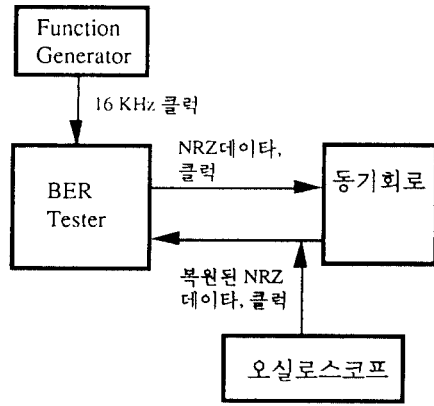 Function
Generator
16 KHz 클럭
NRZ데이타,
클럭
BER
Tester
동기회로
복원된 NRZ
데이타, 클럭
오실로스코프